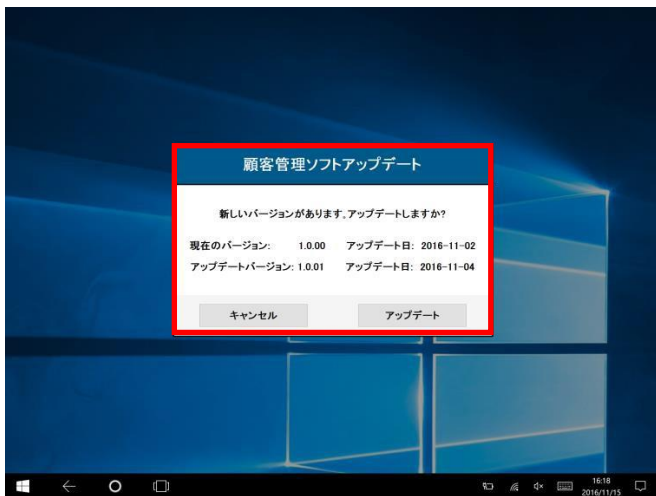 顧客管理ソフトアップデート
新しいバージョンがあります。アップデートしますか?
現在のバージョン: 1.0.00 アップデート日: 2016-11-02
アップデートバージョン: 1.0.01 アップデート日: 2016-11-04
キャンセル アップデート
16:18
2016/11/15